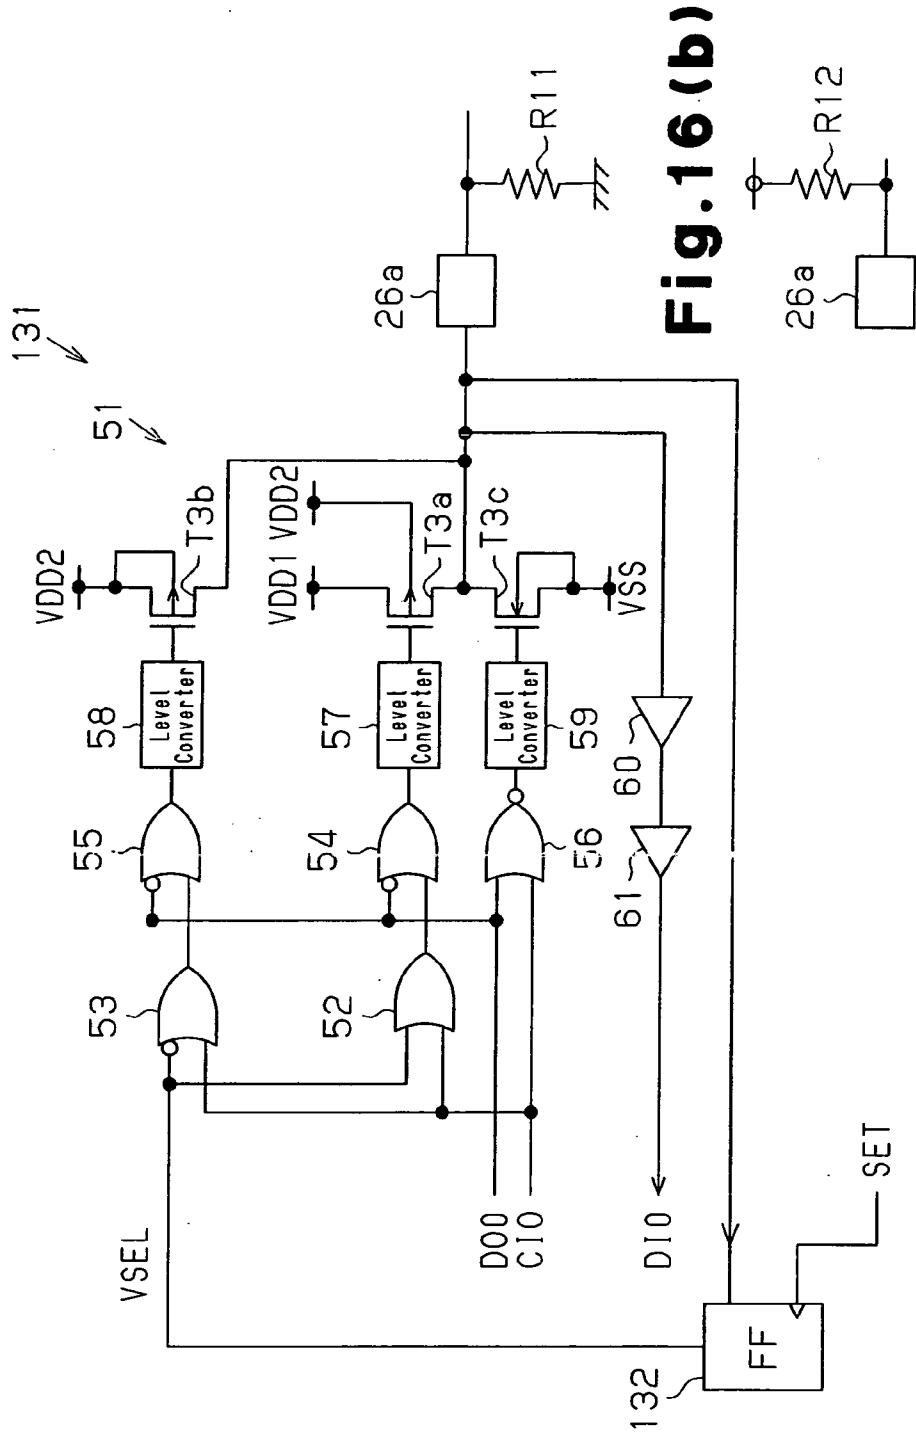 131
51
VDD2
T3b
58
Level
Converter
55
53
VSEL
VDD1
VDD2
T3a
57
Level
Converter
54
52
26a
R11
T3c
VSS
59
Level
Converter
56
D00
CI0
60
61
DI0
132
FF
SET
Fig.16(b)
26a
R12